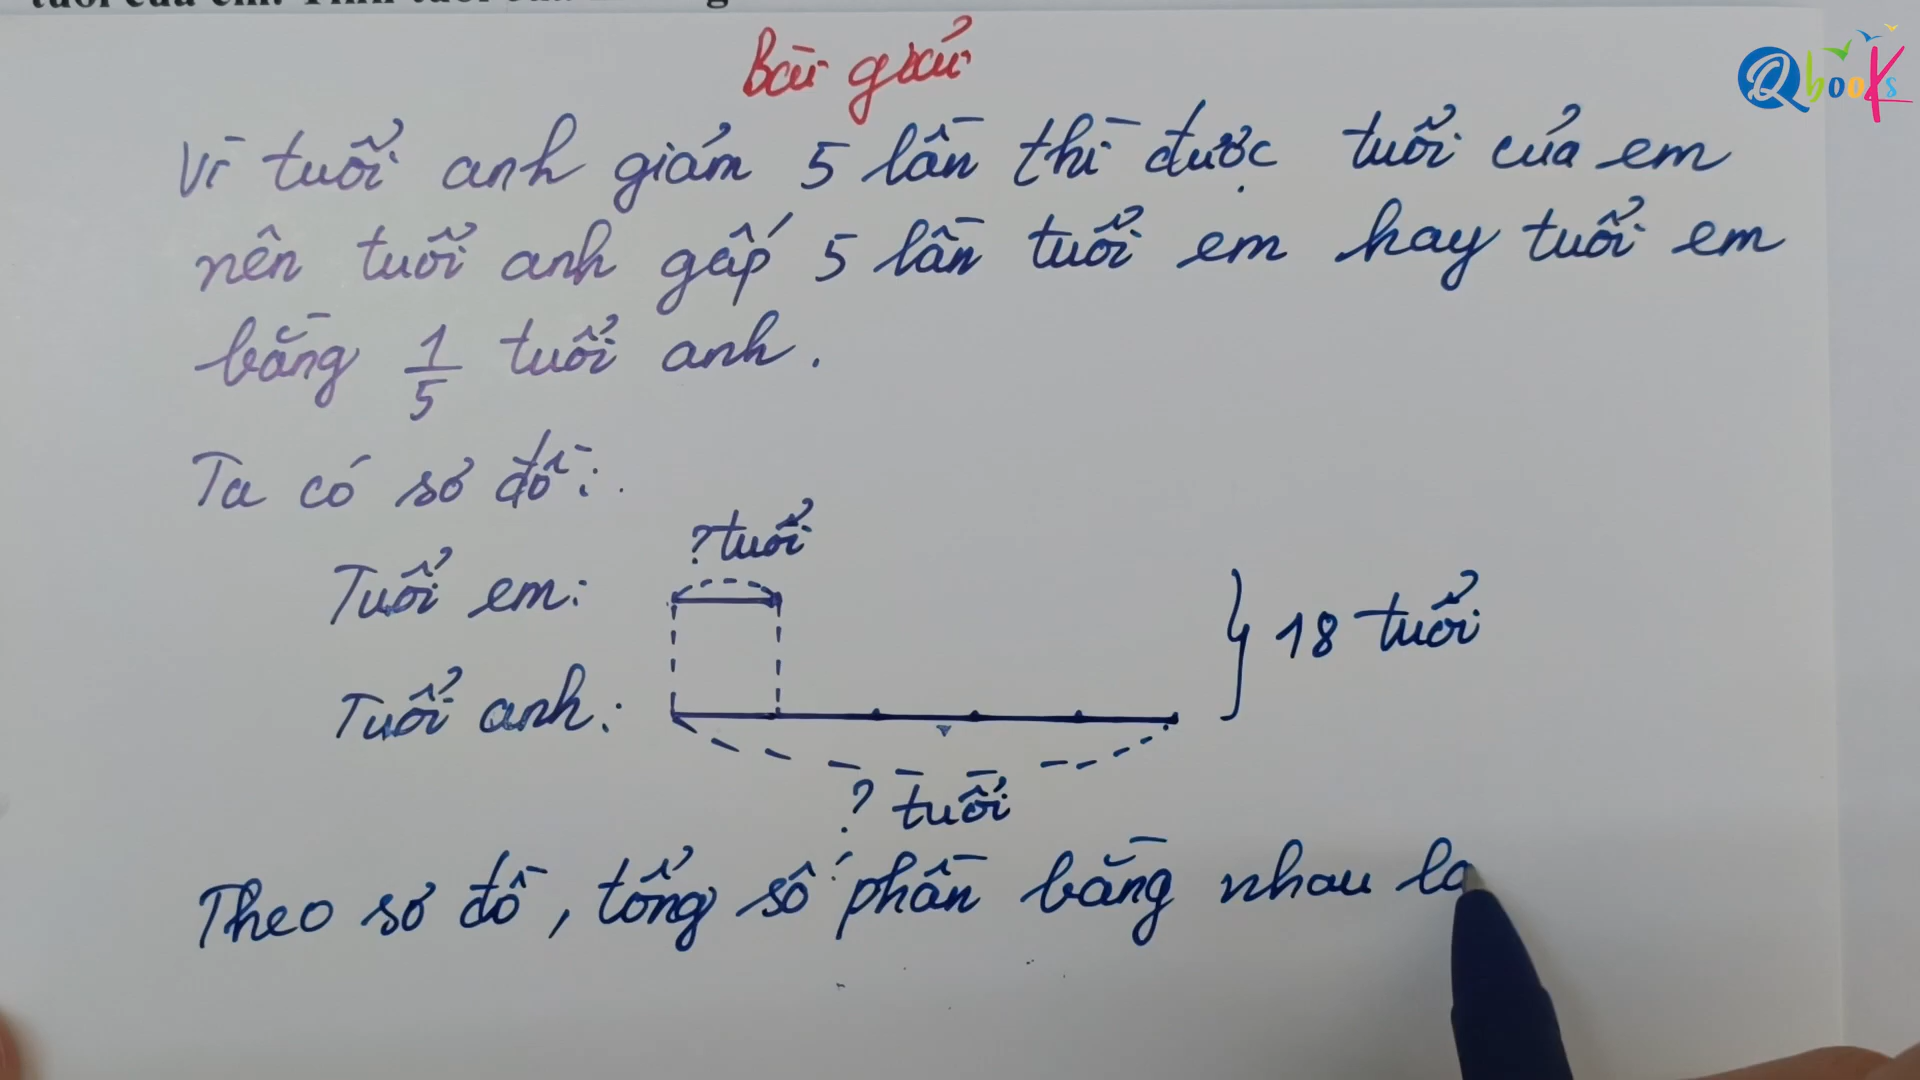 Qbooks
Bài giải
Vì tuổi anh giảm 5 lần thì được tuổi của em
nên tuổi anh gấp 5 lần tuổi em hay tuổi em
bằng 1/5 tuổi anh.
Ta có sơ đồ:
? tuổi
Tuổi em:
18 tuổi
Tuổi anh:
? tuổi
Theo sơ đồ, tổng số phần bằng nhau la